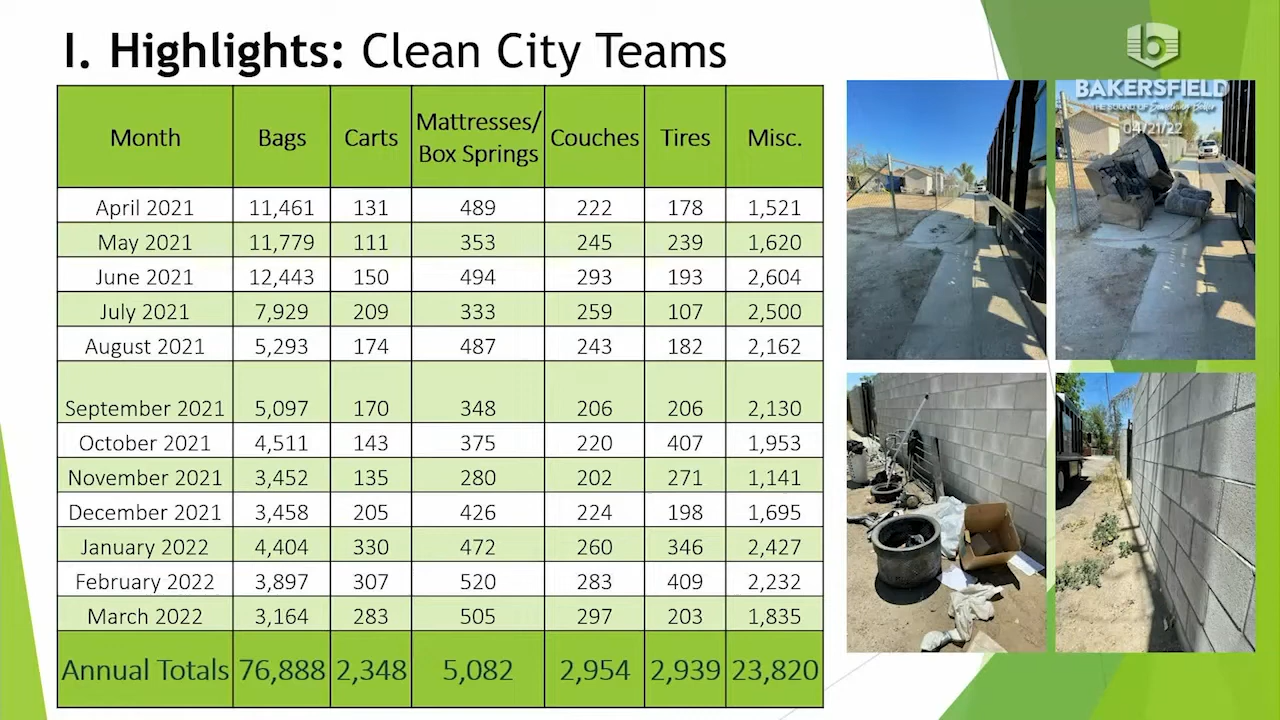 I. Highlights: Clean City Teams
Month Bags Carts Mattresses/ Box Springs Couches Tires Misc.
April 2021 11,461 131 489 222 178 1,521
May 2021 11,779 111 353 245 239 1,620
June 2021 12,443 150 494 293 193 2,604
July 2021 7,929 209 333 259 107 2,500
August 2021 5,293 174 487 243 182 2,162
September 2021 5,097 170 348 206 206 2,130
October 2021 4,511 143 375 220 407 1,953
November 2021 3,452 135 280 202 271 1,141
December 2021 3,458 205 426 224 198 1,695
January 2022 4,404 330 472 260 346 2,427
February 2022 3,897 307 520 283 409 2,232
March 2022 3,164 283 505 297 203 1,835
Annual Totals 76,888 2,348 5,082 2,954 2,939 23,820
b
BAKERSFIELD
THE SOUND OF Something Better
04/21/22